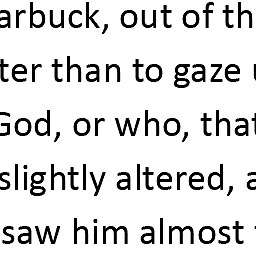 arbuck, out of th
ter than to gaze
God, or who, that
slightly altered, a
saw him almost